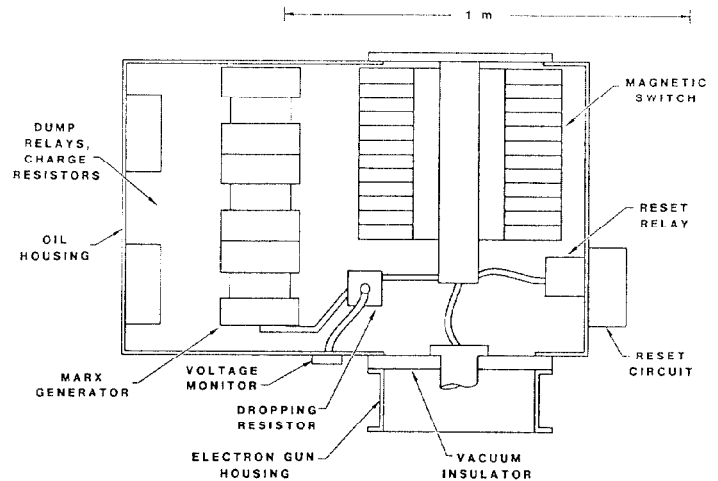 1 m
MAGNETIC
SWITCH
DUMP
RELAYS,
CHARGE
RESISTORS
RESET
RELAY
OIL
HOUSING
MARX
GENERATOR
VOLTAGE
MONITOR
DROPPING
RESISTOR
RESET
CIRCUIT
ELECTRON GUN
HOUSING
VACUUM
INSULATOR